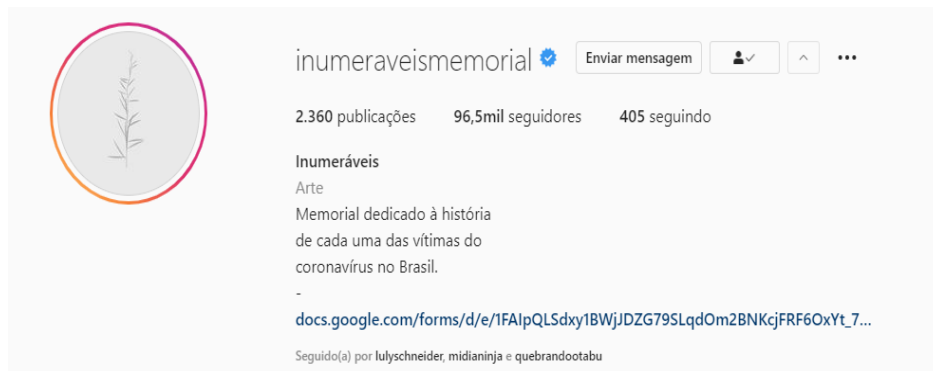 inumeraveismemorial Enviar mensagem
2.360 publicações 96,5mil seguidores 405 seguindo
Inumeráveis
Arte
Memorial dedicado à história
de cada uma das vítimas do
coronavírus no Brasil.
-
docs.google.com/forms/d/e/1FAIpQLSdxy1BWjJDZG79SLqdOm2BNKcjFRF6OxYt_7...
Seguido(a) por lulyschneider, midianinja e quebrandootabu